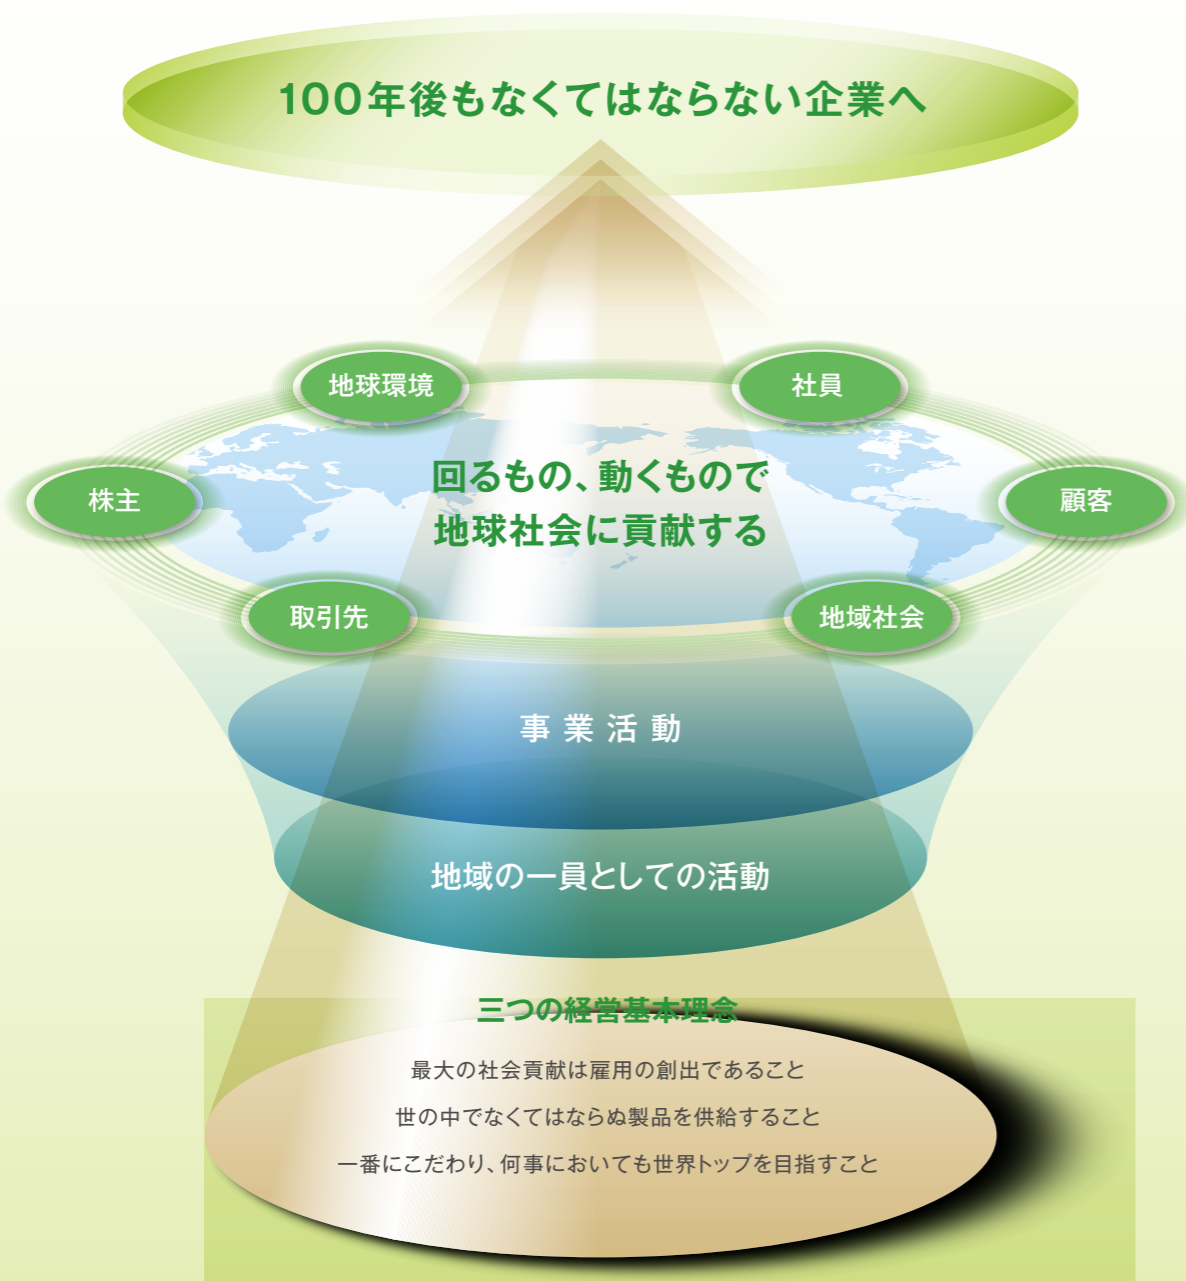 100年後もなくてはならない企業へ
地球環境
社員
株主
回るもの、動くもので
地球社会に貢献する
顧客
取引先
地域社会
事業活動
地域の一員としての活動
三つの経営基本理念
最大の社会貢献は雇用の創出であること
世の中でなくてはならぬ製品を供給すること
一番にこだわり、何事においても世界トップを目指すこと